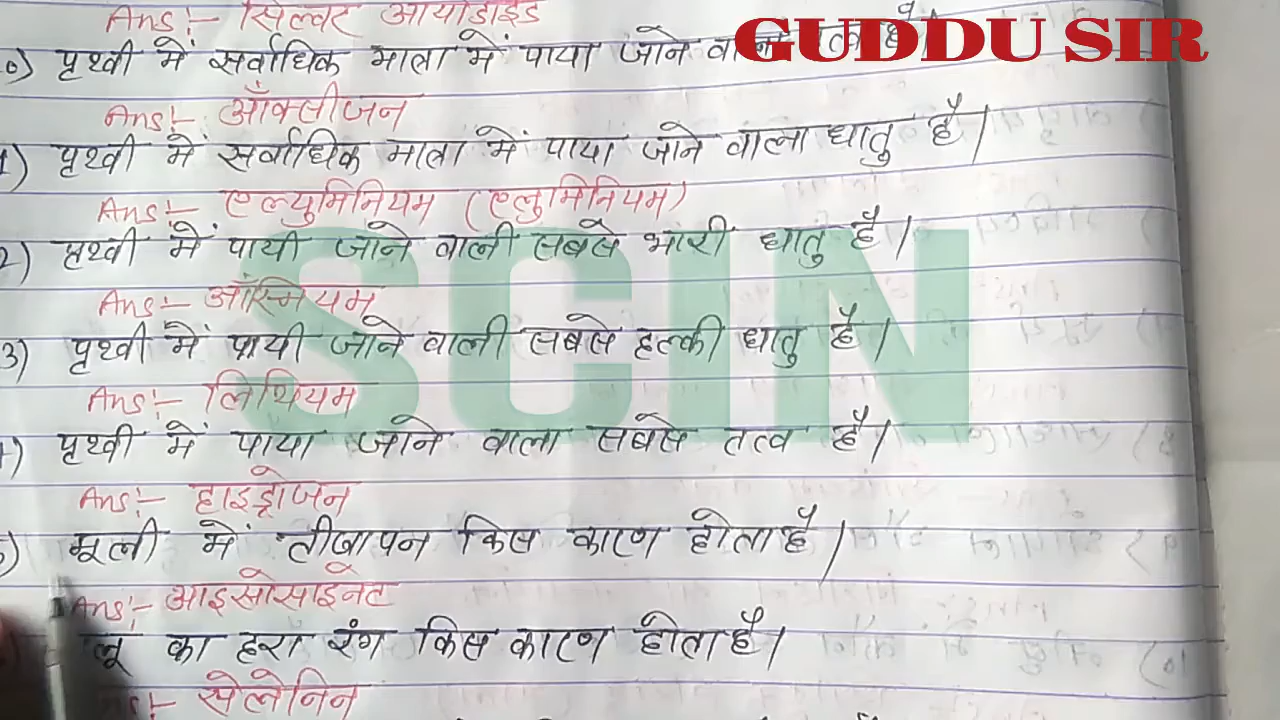 Ans:- सिल्वर आयोडाइड
GUDDU SIR
0) पृथ्वी में सर्वाधिक मात्रा में पाया जाने
Ans:- ऑक्सीजन
1) पृथ्वी में सर्वाधिक मात्रा में पाया जाने वाला धातु है।
Ans:- एल्युमिनियम (एलुमिनियम)
2) पृथ्वी में पायी जाने वाली सबसे भारी धातु है।
Ans:- ऑस्मियम
3) पृथ्वी में पायी जाने वाली सबसे हल्की धातु है।
Ans:- लिथियम
) पृथ्वी में पाया जाने वाला सबसे तत्व है।
Ans:- हाइड्रोजन
) मूली में तीखापन किस कारण होता है।
Ans:- आइसोसाइनेट
लू का हरा रंग किस कारण होता है।
Ans:- सेलेनिन
SCIN